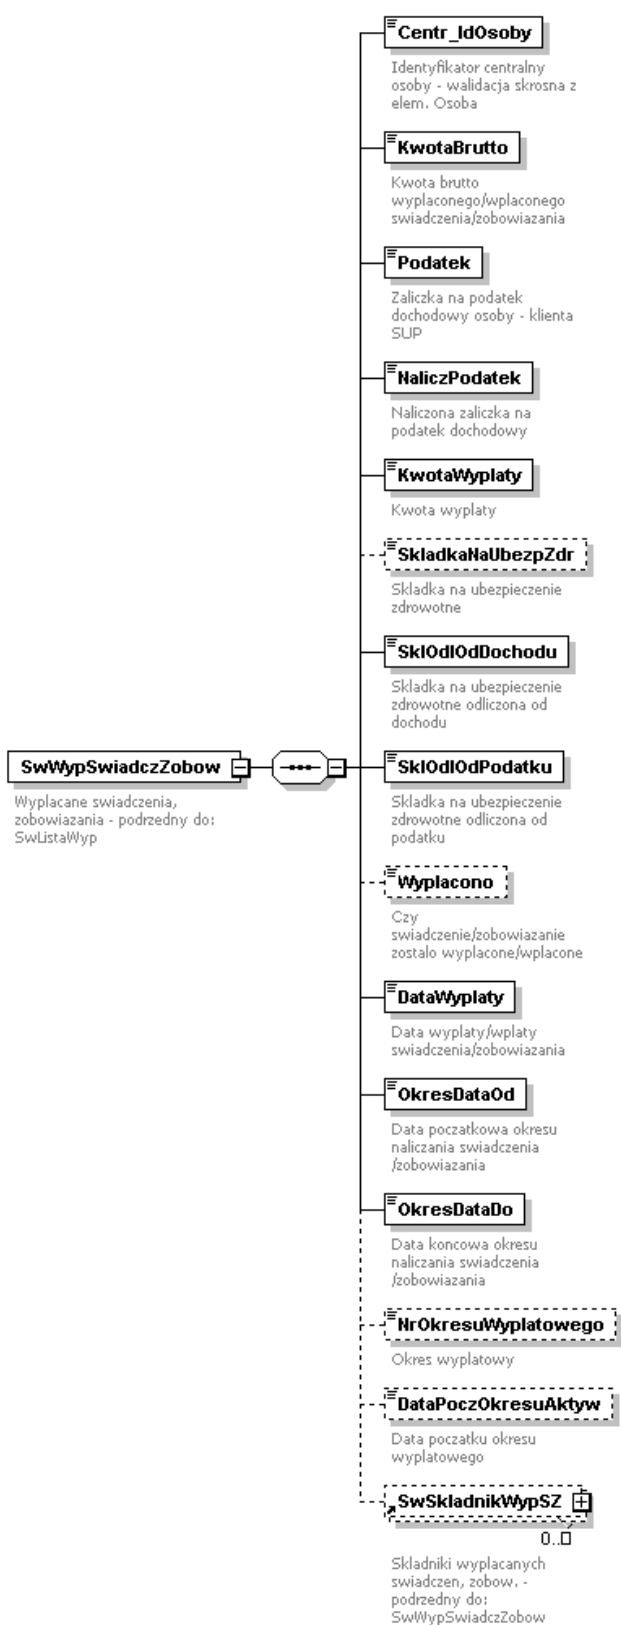 Centr_IdOsoby
Identyfikator centralny
osoby - walidacja skrosna z
elem. Osoba
KwotaBrutto
Kwota brutto
wyplaconego/wplaconego
swiadczenia/zobowiazania
Podatek
Zaliczka na podatek
dochodowy osoby - klienta
SUP
NaliczPodatek
Naliczona zaliczka na
podatek dochodowy
KwotaWyplaty
Kwota wyplaty
SkladkaNaUbezpZdr
Skladka na ubezpieczenie
zdrowotne
SklOdlOdDochodu
Skladka na ubezpieczenie
zdrowotne odliczona od
dochodu
SwWypSwiadczZobow
Wyplacane swiadczenia,
zobowiazania - podrzedny do:
SwListaWyp
SklOdlOdPodatku
Skladka na ubezpieczenie
zdrowotne odliczona od
podatku
Wyplacono
Czy
swiadczenie/zobowiazanie
zostalo wyplacone/wplacone
DataWyplaty
Data wyplaty/wplaty
swiadczenia/zobowiazania
OkresDataOd
Data poczatkowa okresu
naliczania swiadczenia
/zobowiazania
OkresDataDo
Data koncowa okresu
naliczania swiadczenia
/zobowiazania
NrOkresuWyplatowego
Okres wyplatowy
DataPoczOkresuAktyw
Data poczatku okresu
wyplatowego
SwSkladnikWypSZ
0..
Skladniki wyplacanych
swiadczen, zobow. -
podrzedny do:
SwWypSwiadczZobow